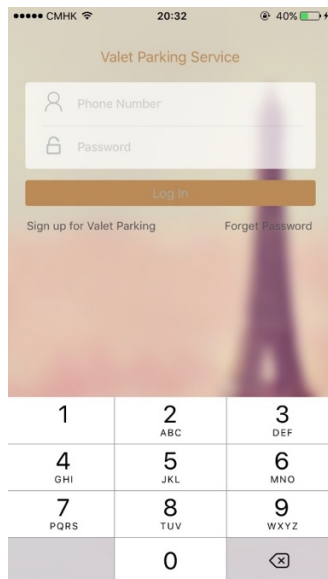 CMHK 20:32 40%
Valet Parking Service
Phone Number
Password
Log In
Sign up for Valet Parking Forget Password
1 2 3
ABC DEF
4 5 6
GHI JKL MNO
7 8 9
PQRS TUV WXYZ
0